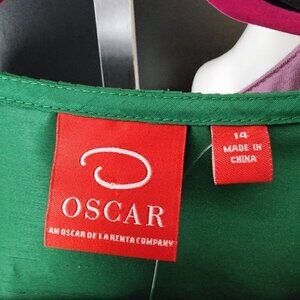 OSCAR
AN OSCAR DE LA RENTA COMPANY
14
MADE IN
CHINA